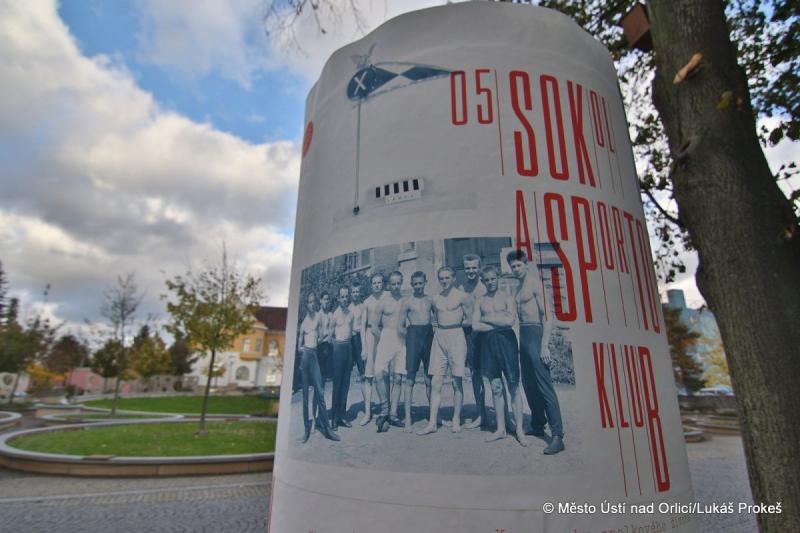 X
05
SOKOL
A SPORTOVNÍ
KLUB
© Město Ústí nad Orlicí/Lukáš Prokeš